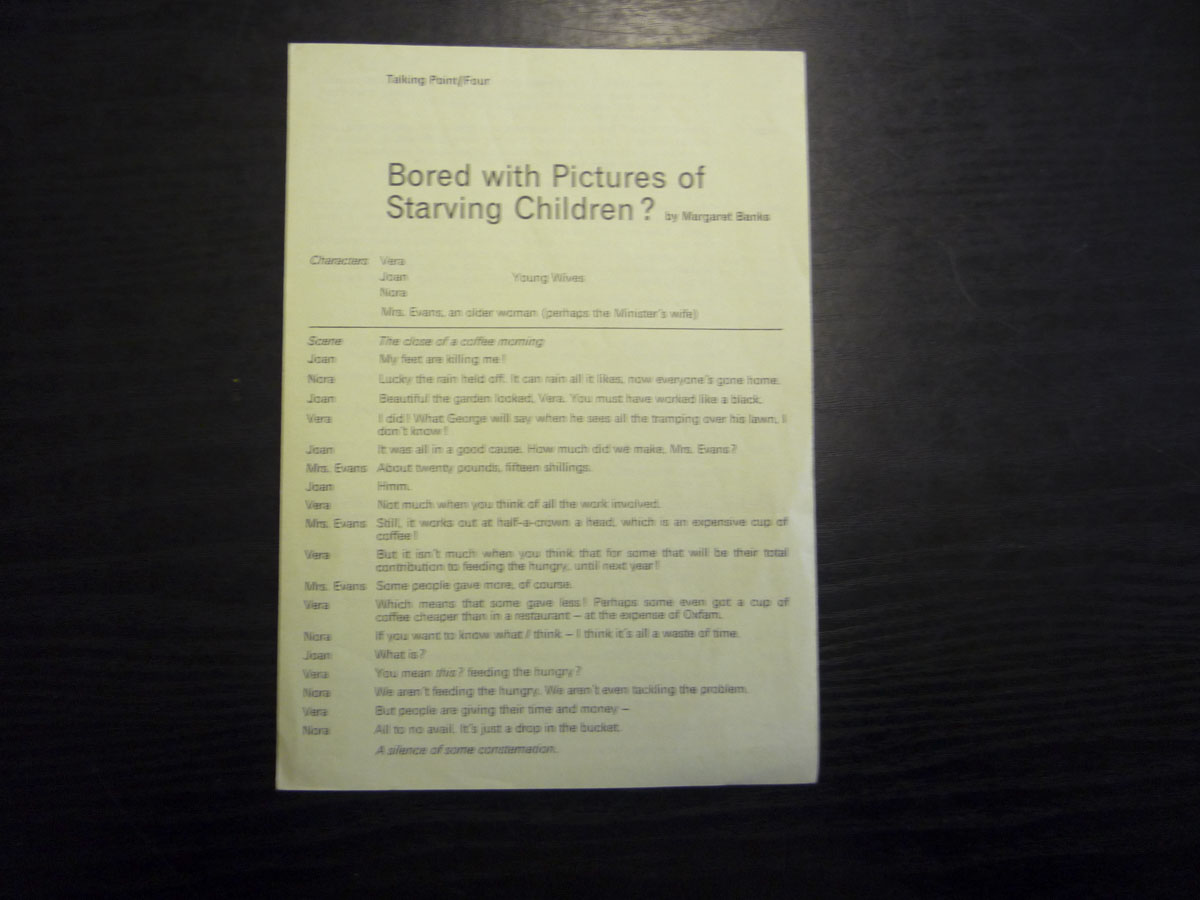 Talking Point/Four
Bored with Pictures of
Starving Children? by Margaret Banks
Characters Vera
Joan Young Wives
Nora
Mrs. Evans, an older woman (perhaps the Minister's wife)
Scene The close of a coffee morning
Joan My feet are killing me!
Nora Lucky the rain held off. It can rain all it likes, now everyone's gone home.
Joan Beautiful the garden looked, Vera. You must have worked like a black.
Vera I did! What George will say when he sees all the tramping over his lawn, I
don't know!
Joan It was all in a good cause. How much did we make, Mrs. Evans?
Mrs. Evans About twenty pounds, fifteen shillings.
Joan Hmm.
Vera Not much when you think of all the work involved.
Mrs. Evans Still, it works out at half-a-crown a head, which is an expensive cup of
coffee!
Vera But it isn't much when you think that for some that will be their total
contribution to feeding the hungry, until next year!
Mrs. Evans Some people gave more, of course.
Vera Which means that some gave less! Perhaps some even got a cup of
coffee cheaper than in a restaurant – at the expense of Oxfam.
Nora If you want to know what I think – I think it's all a waste of time.
Joan What is?
Vera You mean this? feeding the hungry?
Nora We aren't feeding the hungry. We aren't even tackling the problem.
Vera But people are giving their time and money –
Nora All to no avail. It's just a drop in the bucket.
A silence of some consternation.